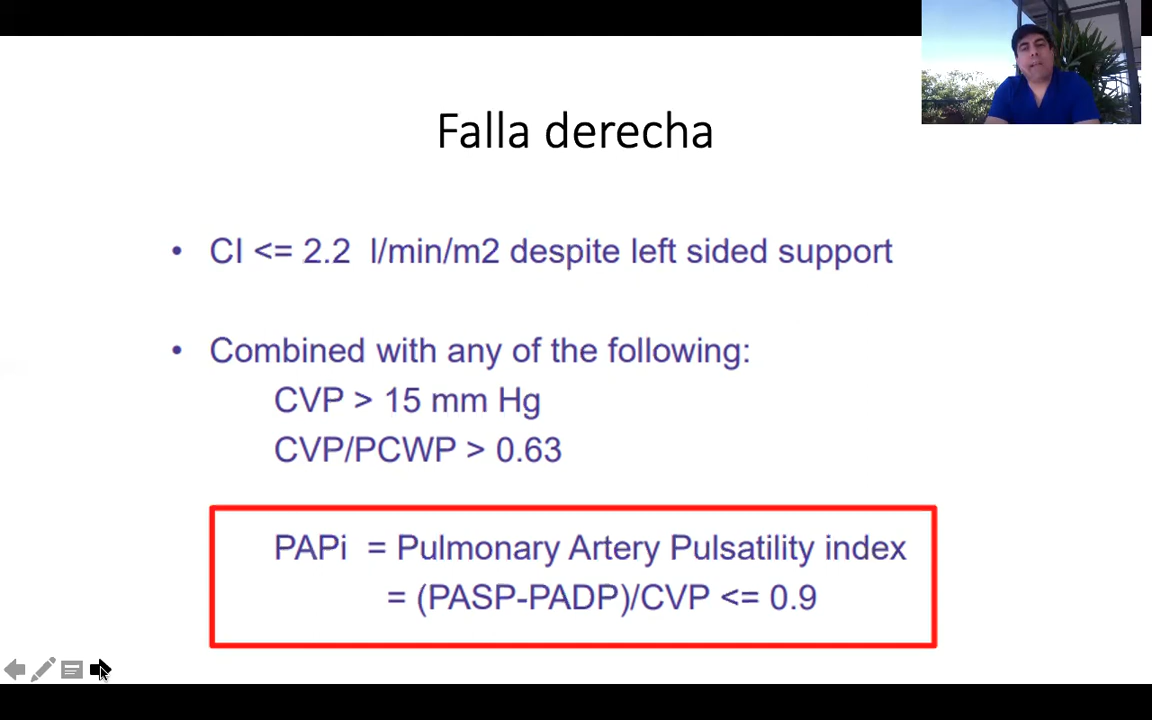 Falla derecha
• CI <= 2.2 l/min/m2 despite left sided support
• Combined with any of the following:
CVP > 15 mm Hg
CVP/PCWP > 0.63
PAPi = Pulmonary Artery Pulsatility index
= (PASP-PADP)/CVP <= 0.9